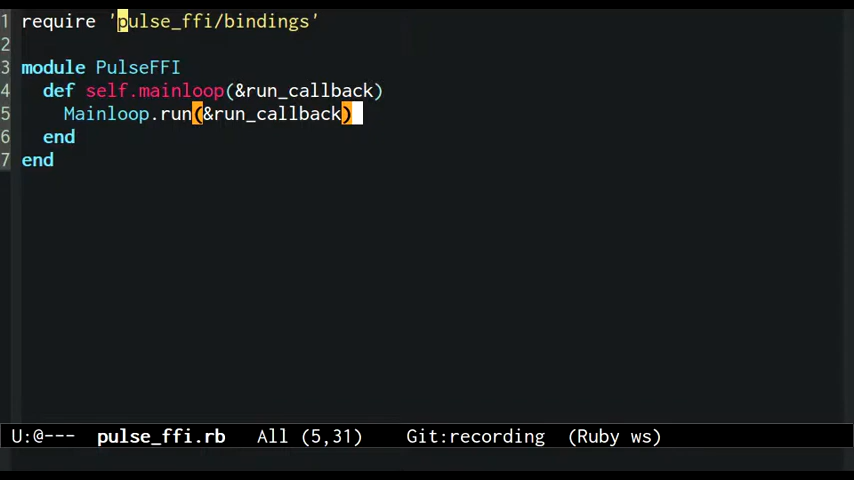 1 require 'pulse_ffi/bindings'
2
3 module PulseFFI
4   def self.mainloop(&run_callback)
5     Mainloop.run(&run_callback)
6   end
7 end
U:@---  pulse_ffi.rb   All (5,31)    Git:recording  (Ruby ws)